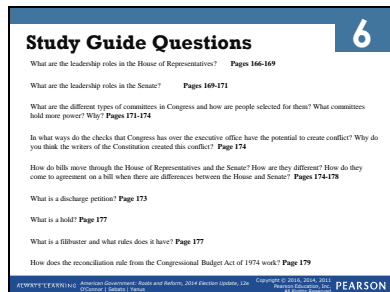 6
Study Guide Questions
What are the leadership roles in the House of Representatives? Pages 166-169
What are the leadership roles in the Senate? Pages 169-171
What are the different types of committees in Congress and how are people selected for them? What committees
hold more power? Why? Pages 171-174
In what ways do the checks that Congress has over the executive office have the potential to create conflict? Why do
you think the writers of the Constitution created this conflict? Page 174
How do bills move through the House of Representatives and the Senate? How are they different? How do they
come to agreement on a bill when there are differences between the House and Senate? Pages 174-178
What is a discharge petition? Page 173
What is a hold? Page 177
What is a filibuster and what rules does it have? Page 177
How does the reconciliation rule from the Congressional Budget Act of 1974 work? Page 179
ALWAYS LEARNING
American Government: Roots and Reform, 2014 Election Update, 12e
O'Connor | Sabato | Yanus
Copyright © 2016, 2014, 2011
Pearson Education, Inc.
All Rights Reserved
PEARSON